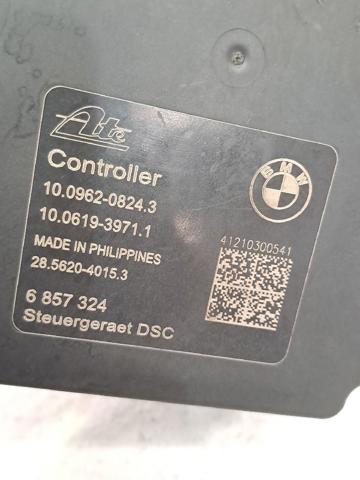 Ate
Controller
BMW
10.0962-0824.3
10.0619-3971.1
41210300541
MADE IN PHILIPPINES
28.5620-4015.3
6 857 324
Steuergeraet DSC